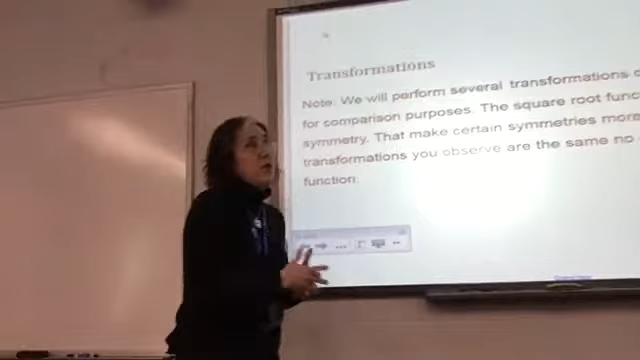 Transformations
Note: We will perform several transformations
for comparison purposes. The square root func
symmetry. That make certain symmetries more
transformations you observe are the same no
function.